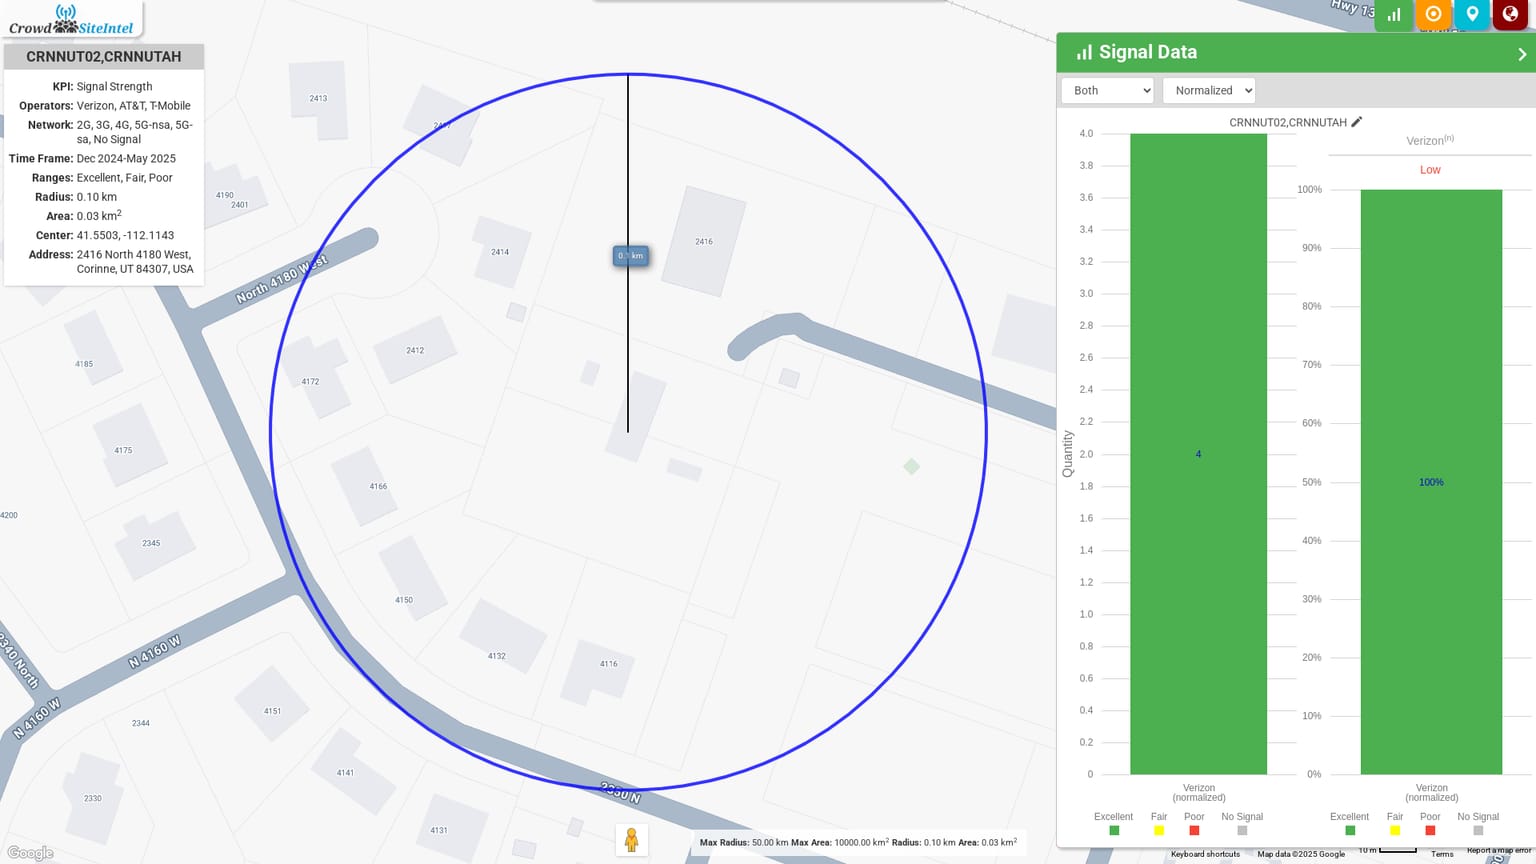 Crowd SiteIntel
CRNNUT02,CRNNUTAH
KPI: Signal Strength
Operators: Verizon, AT&T, T-Mobile
Network: 2G, 3G, 4G, 5G-nsa, 5G-
sa, No Signal
Time Frame: Dec 2024-May 2025
Ranges: Excellent, Fair, Poor
Radius: 0.10 km
Area: 0.03 km2
Center: 41.5503, -112.1143
Address: 2416 North 4180 West,
Corinne, UT 84307, USA
2413
4190
2401
2414
2416
0.1 km
North 4180 West
4185
2412
4172
4175
4166
4200
2345
4150
4132
4116
N 4160 W
2340 North
N 4160 W
4151
2344
4141
2330
4131
2350 N
Google
Max Radius: 50.00 km Max Area: 10000.00 km2 Radius: 0.10 km Area: 0.03 km2
Hwy 13
Signal Data
Both
Normalized
CRNNUT02,CRNNUTAH
Quantity
4.0
3.8
3.6
3.4
3.2
3.0
2.8
2.6
2.4
2.2
2.0
1.8
1.6
1.4
1.2
1.0
0.8
0.6
0.4
0.2
0
4
Verizon
(normalized)
Excellent Fair Poor No Signal
Verizon(n)
Low
100%
90%
80%
70%
60%
50%
40%
30%
20%
10%
0%
100%
Verizon
(normalized)
Excellent Fair Poor No Signal
Keyboard shortcuts Map data ©2025 Google 10 m Terms Report a map error